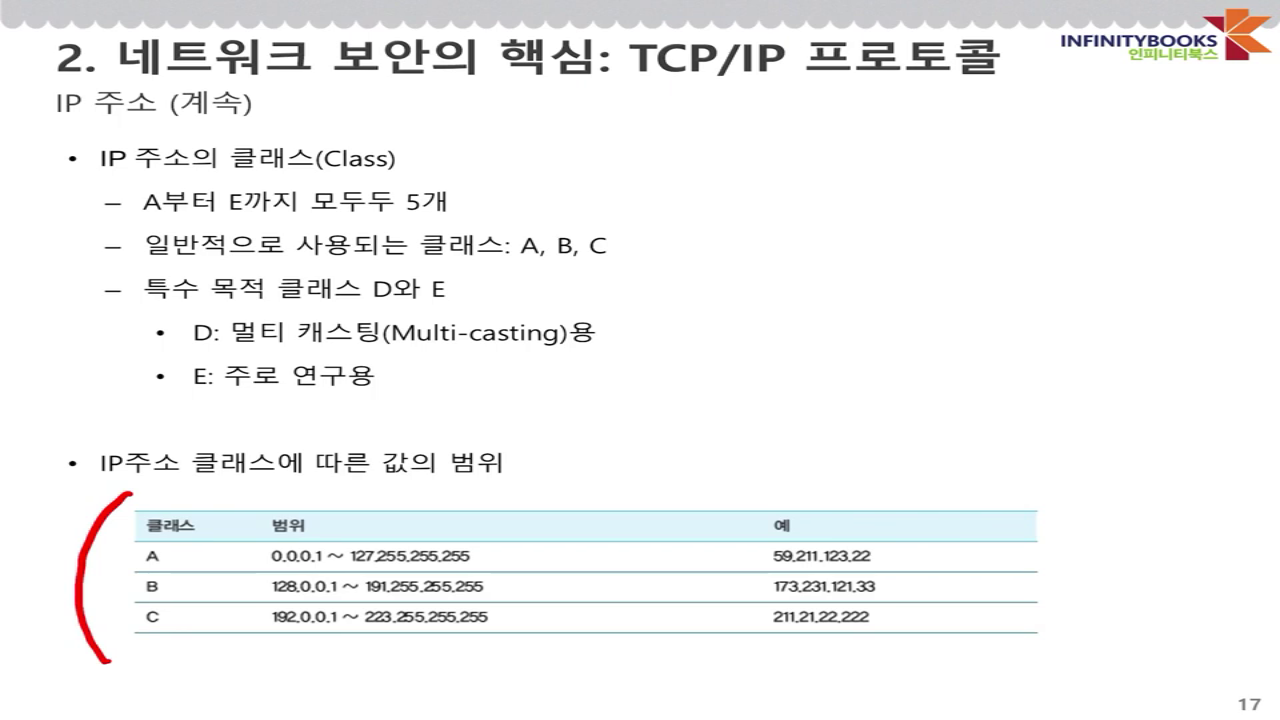 INFINITYBOOKS
인피니티북스
2. 네트워크 보안의 핵심: TCP/IP 프로토콜
IP 주소 (계속)
• IP 주소의 클래스(Class)
– A부터 E까지 모두두 5개
– 일반적으로 사용되는 클래스: A, B, C
– 특수 목적 클래스 D와 E
• D: 멀티 캐스팅(Multi-casting)용
• E: 주로 연구용
• IP주소 클래스에 따른 값의 범위
클래스 범위 예
A 0.0.0.1 ~ 127.255.255.255 59.211.123.22
B 128.0.0.1 ~ 191.255.255.255 173.231.121.33
C 192.0.0.1 ~ 223.255.255.255 211.21.22.222
17